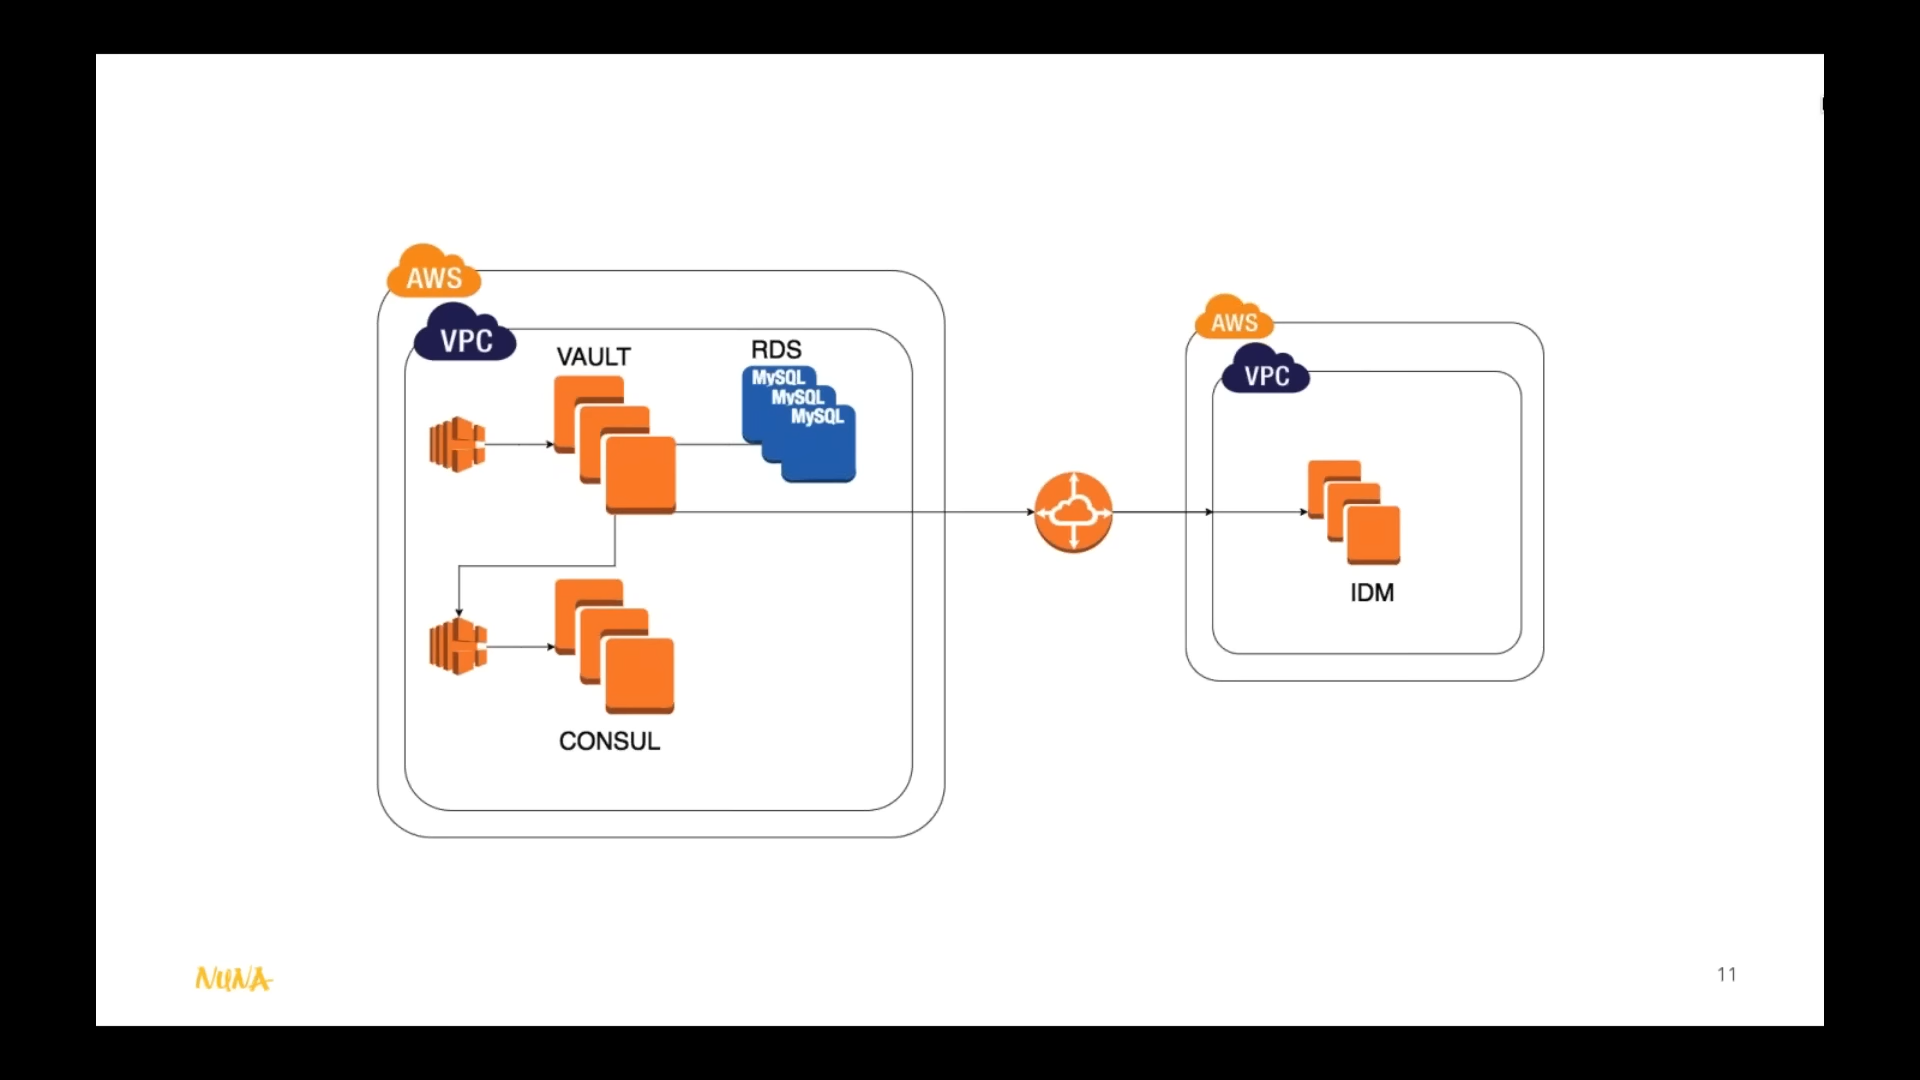 AWS
VPC
VAULT
RDS
MySQL
MySQL
MySQL
CONSUL
AWS
VPC
IDM
NUNA
11